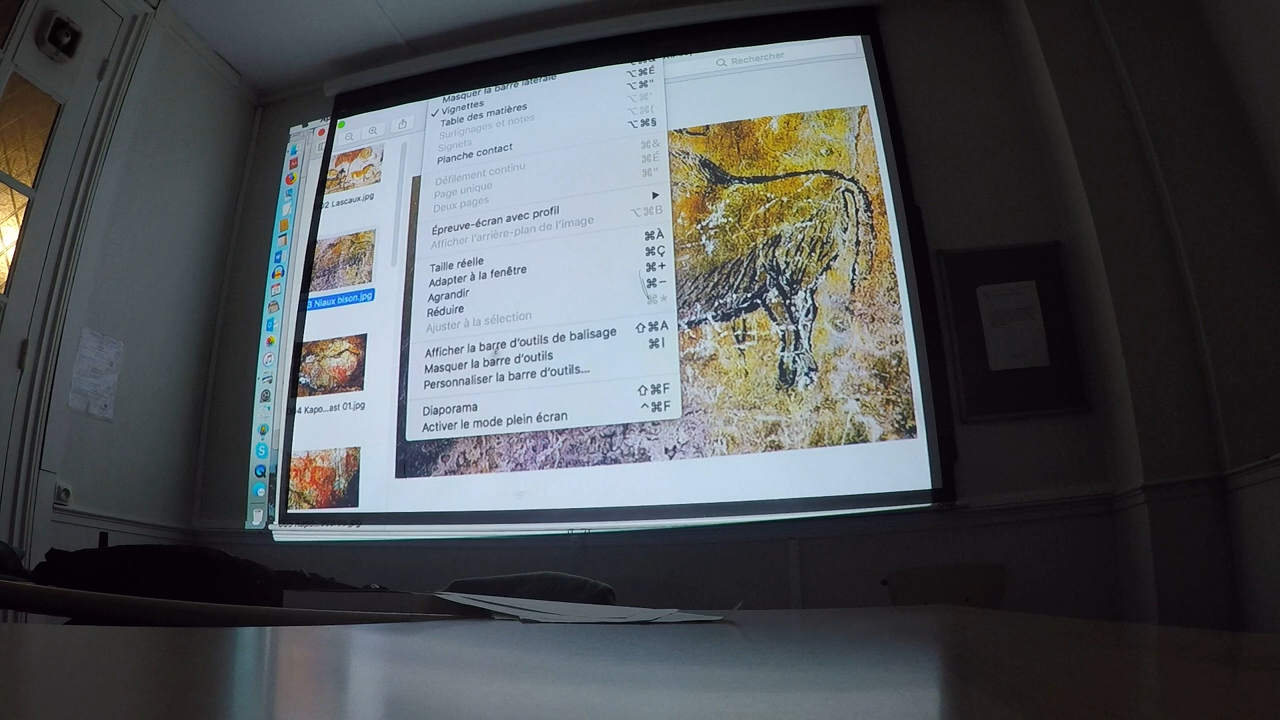 Rechercher
Masquer la barre latérale ⌥⌘É
✓ Vignettes ⌥⌘"
Table des matières ⌥⌘'
Surlignages et notes ⌥⌘(
Signets ⌥⌘§
Planche contact
Défilement continu ⌘&
Page unique ⌘É
Deux pages ⌘"
Épreuve-écran avec profil ▶
Afficher l'arrière-plan de l'image ⌥⌘B
Taille réelle ⌘À
Adapter à la fenêtre ⌘Ç
Agrandir ⌘+
Réduire ⌘−
Ajuster à la sélection ⌘*
Afficher la barre d'outils de balisage ⇧⌘A
Masquer la barre d'outils ⌘I
Personnaliser la barre d'outils...
Diaporama ⇧⌘F
Activer le mode plein écran ^⌘F
02 Lascaux.jpg
3 Niaux bison.jpg
04 Kapo...ast 01.jpg